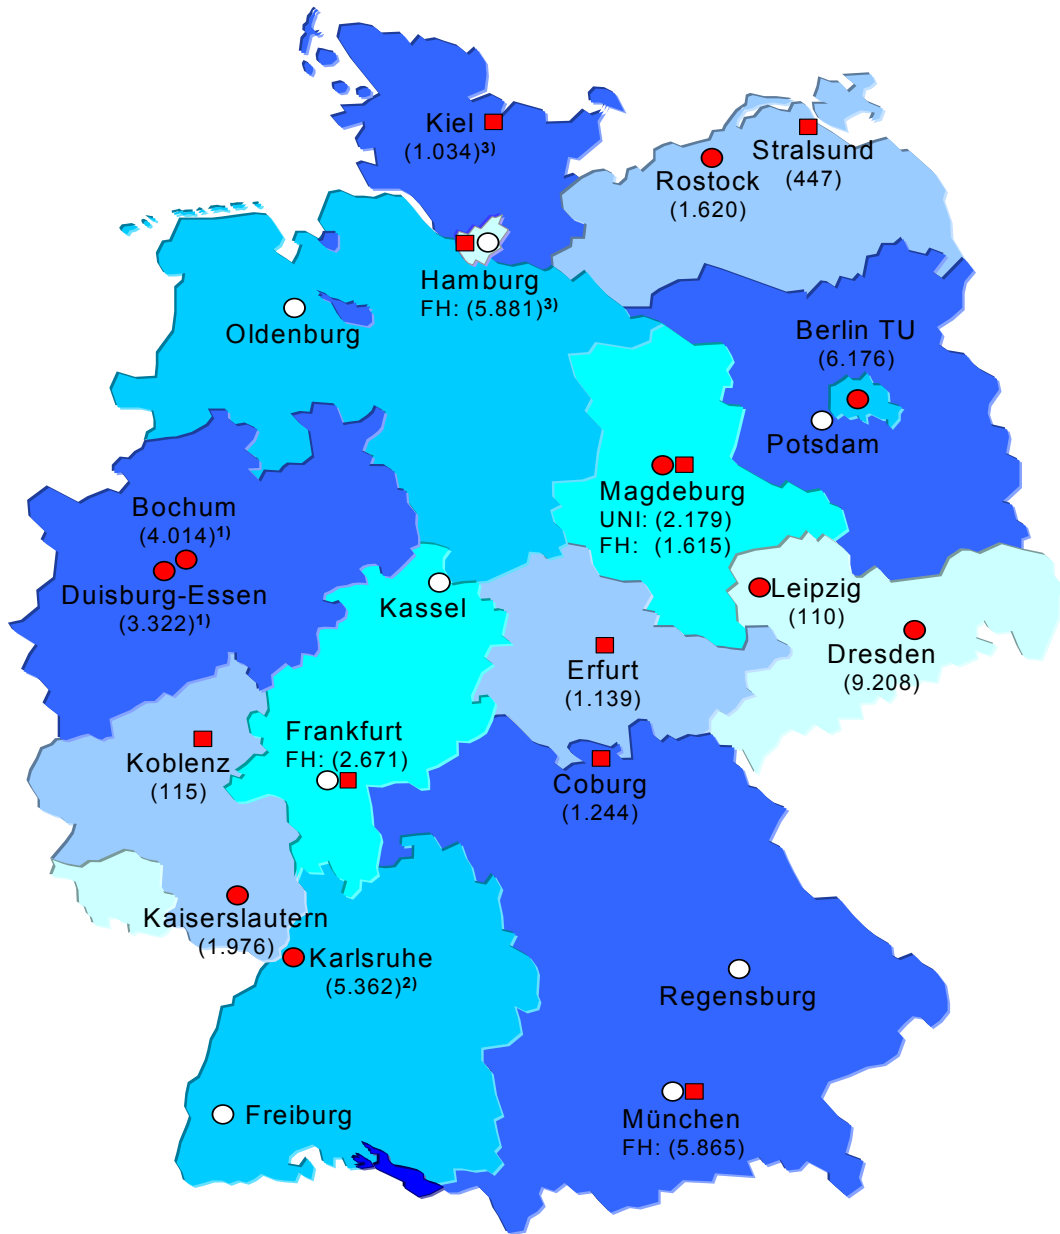 Kiel
(1.034)3)
Stralsund
(447)
Rostock
(1.620)
Hamburg
FH: (5.881)3)
Oldenburg
Berlin TU
(6.176)
Potsdam
Magdeburg
UNI: (2.179)
FH: (1.615)
Bochum
(4.014)1)
Duisburg-Essen
(3.322)1)
Kassel
Leipzig
(110)
Dresden
(9.208)
Erfurt
(1.139)
Frankfurt
FH: (2.671)
Koblenz
(115)
Coburg
(1.244)
Kaiserslautern
(1.976)
Karlsruhe
(5.362)2)
Regensburg
Freiburg
München
FH: (5.865)